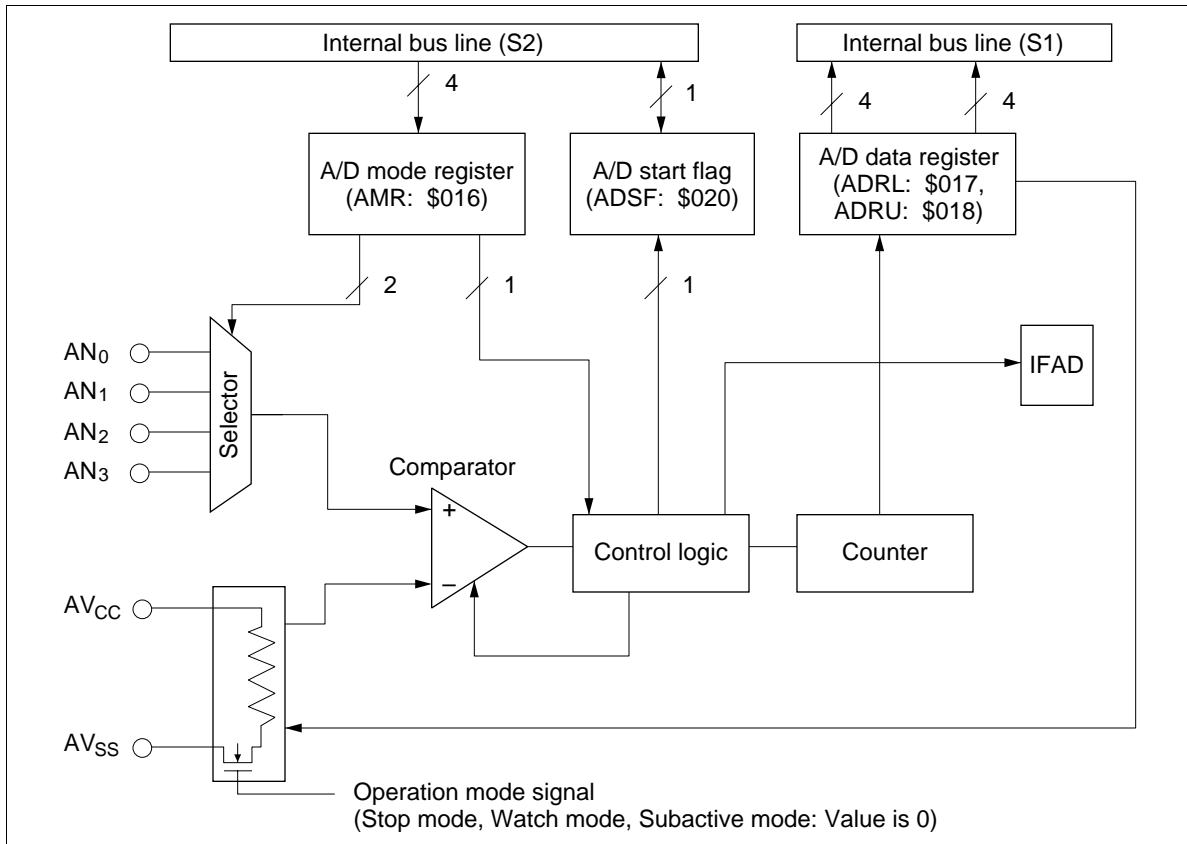 Internal bus line (S2)
Internal bus line (S1)
4
1
4
4
A/D mode register
(AMR: $016)
A/D start flag
(ADSF: $020)
A/D data register
(ADRL: $017,
ADRU: $018)
2
1
1
AN0
AN1
AN2
AN3
Selector
IFAD
Comparator
+
−
Control logic
Counter
AVCC
AVSS
Operation mode signal
(Stop mode, Watch mode, Subactive mode: Value is 0)